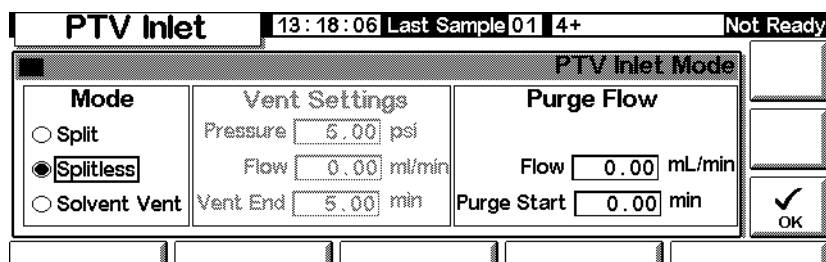 PTV Inlet 13:18:06 Last Sample 01 4+ Not Ready
PTV Inlet Mode
Mode
Split
Splitless
Solvent Vent
Vent Settings
Pressure 5.00 psi
Flow 0.00 ml/min
Vent End 5.00 min
Purge Flow
Flow 0.00 mL/min
Purge Start 0.00 min
OK